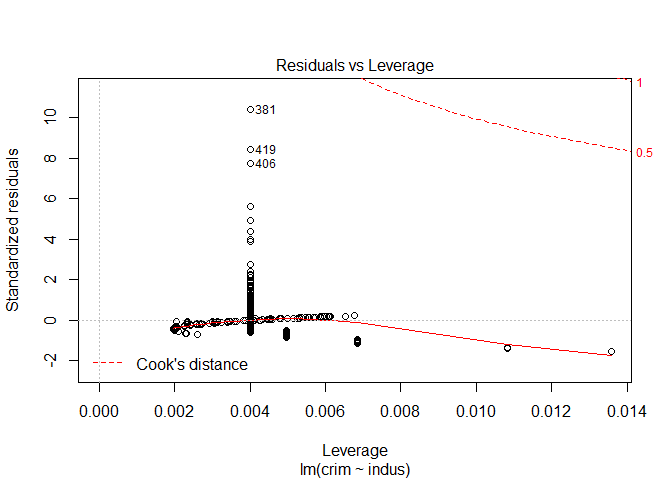 Residuals vs Leverage
Standardized residuals
10
8
6
4
2
0
-2
381
419
406
1
0.5
Cook's distance
0.000 0.002 0.004 0.006 0.008 0.010 0.012 0.014
Leverage
lm(crim ~ indus)